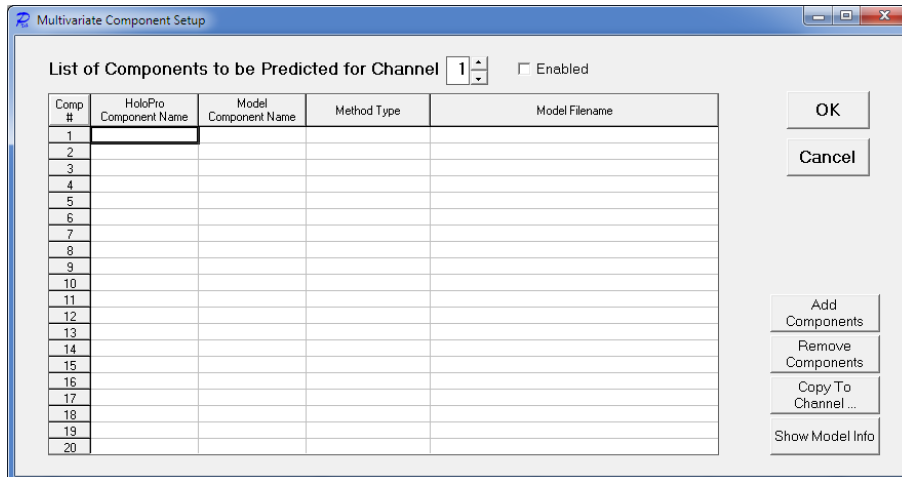 Multivariate Component Setup
List of Components to be Predicted for Channel 1 Enabled
Comp # HoloPro Component Name Model Component Name Method Type Model Filename
1
2
3
4
5
6
7
8
9
10
11
12
13
14
15
16
17
18
19
20
OK
Cancel
Add
Components
Remove
Components
Copy To
Channel ...
Show Model Info